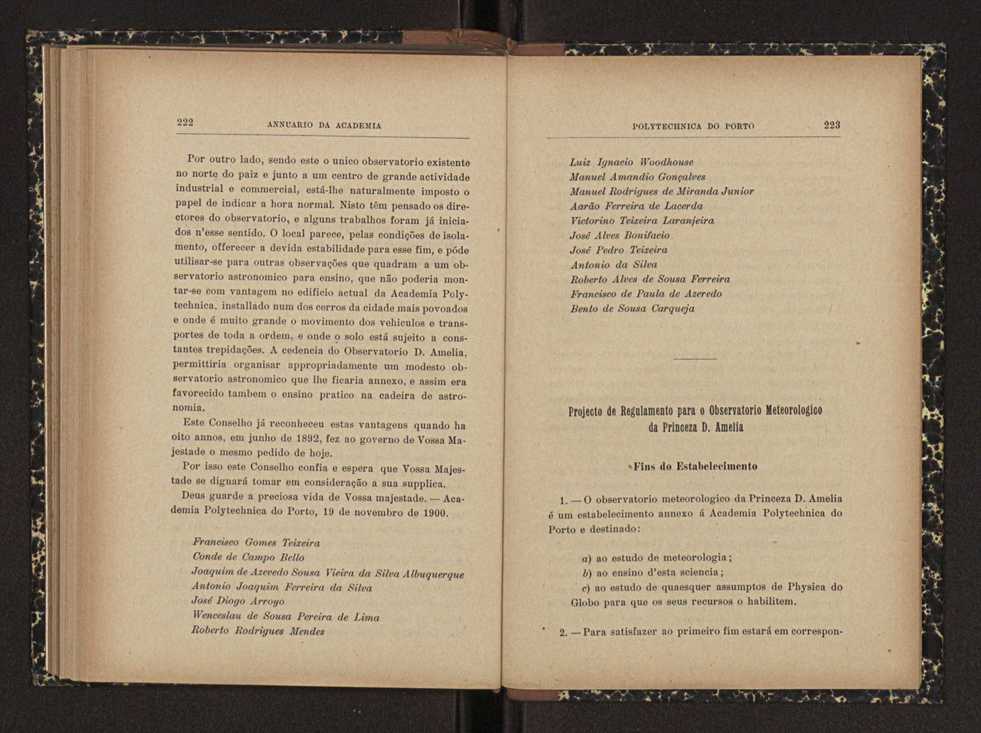 222
ANNUARIO DA ACADEMIA
Por outro lado, sendo este o unico observatorio existente
no norte do paiz e junto a um centro de grande actividade
industrial e commercial, está-lhe naturalmente imposto o
papel de indicar a hora normal. Nisto têm pensado os dire-
ctores do observatorio, e alguns trabalhos foram já inicia-
dos n'esse sentido. O local parece, pelas condições de isola-
mento, offerecer a devida estabilidade para esse fim, e póde
utilisar-se para outras observações que quadram a um ob-
servatorio astronomico para ensino, que não poderia mon-
tar-se com vantagem no edificio actual da Academia Poly-
technica, installado num dos cerros da cidade mais povoados
e onde é muito grande o movimento dos vehiculos e trans-
portes de toda a ordem, e onde o solo está sujeito a cons-
tantes trepidações. A cedencia do Observatorio D. Amelia,
permittiria organisar appropriadamente um modesto ob-
servatorio astronomico que lhe ficaria annexo, e assim era
favorecido tambem o ensino pratico na cadeira de astro-
nomia.
Este Conselho já reconheceu estas vantagens quando ha
oito annos, em junho de 1892, fez ao governo de Vossa Ma-
jestade o mesmo pedido de hoje.
Por isso este Conselho confia e espera que Vossa Majes-
tade se dignará tomar em consideração a sua supplica.
Deus guarde a preciosa vida de Vossa majestade. — Aca-
demia Polytechnica do Porto, 19 de novembro de 1900.
Francisco Gomes Teixeira
Conde de Campo Bello
Joaquim de Azevedo Sousa Vieira da Silva Albuquerque
Antonio Joaquim Ferreira da Silva
José Diogo Arroyo
Wenceslau de Sousa Pereira de Lima
Roberto Rodrigues Mendes
POLYTECHNICA DO PORTO
223
Luiz Ignacio Woodhouse
Manuel Amandio Gonçalves
Manuel Rodrigues de Miranda Junior
Aarão Ferreira de Lacerda
Victorino Teixeira Laranjeira
José Alves Bonifacio
José Pedro Teixeira
Antonio da Silva
Roberto Alves de Sousa Ferreira
Francisco de Paula de Azeredo
Bento de Sousa Carqueja
Projecto de Regulamento para o Observatorio Meteorologico
da Princeza D. Amelia
Fins do Estabelecimento
1. — O observatorio meteorologico da Princeza D. Amelia
é um estabelecimento annexo á Academia Polytechnica do
Porto e destinado:
a) ao estudo de meteorologia;
b) ao ensino d'esta sciencia;
c) ao estudo de quaesquer assumptos de Physica do
Globo para que os seus recursos o habilitem.
2. — Para satisfazer ao primeiro fim estará em correspon-